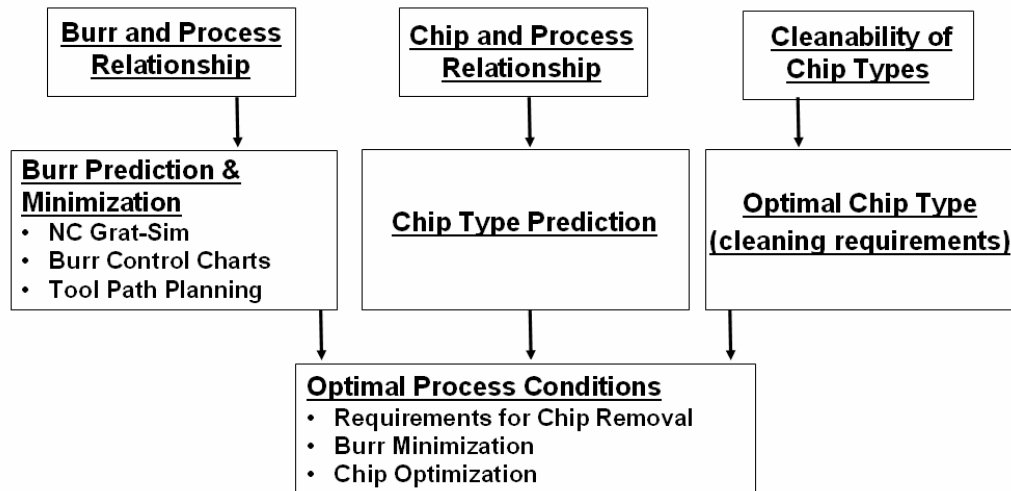 Burr and Process
Relationship
Chip and Process
Relationship
Cleanability of
Chip Types
Burr Prediction &
Minimization
• NC Grat-Sim
• Burr Control Charts
• Tool Path Planning
Chip Type Prediction
Optimal Chip Type
(cleaning requirements)
Optimal Process Conditions
• Requirements for Chip Removal
• Burr Minimization
• Chip Optimization